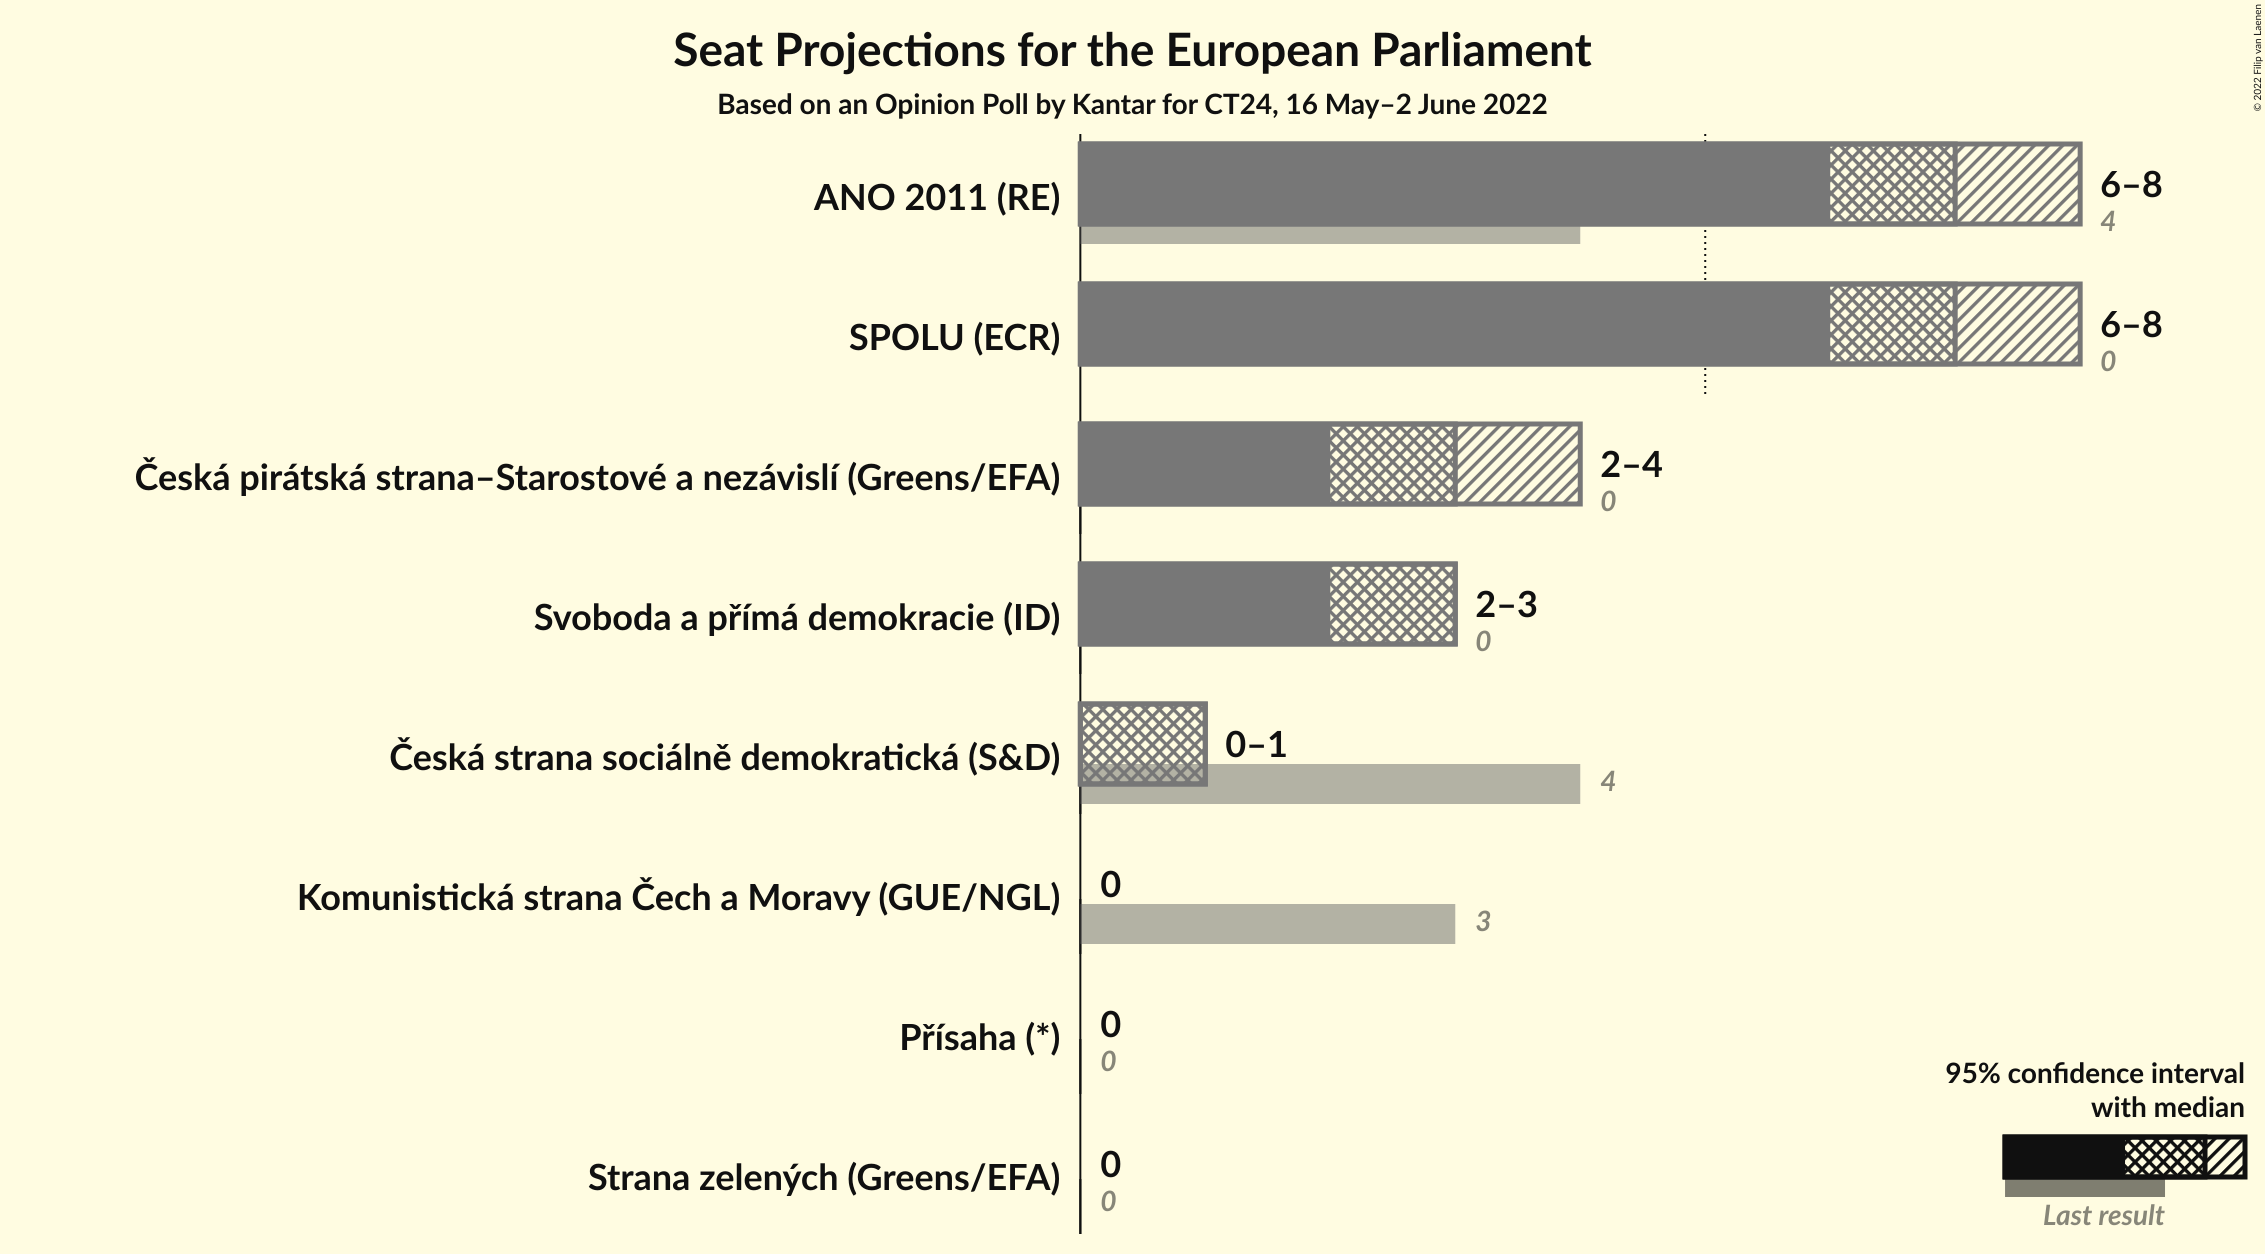 Seat Projections for the European Parliament
Based on an Opinion Poll by Kantar for CT24, 16 May–2 June 2022
© 2022 Filip van Laenen
ANO 2011 (RE)
6–8
4
SPOLU (ECR)
6–8
0
Česká pirátská strana–Starostové a nezávislí (Greens/EFA)
2–4
0
Svoboda a přímá demokracie (ID)
2–3
0
Česká strana sociálně demokratická (S&D)
0–1
4
Komunistická strana Čech a Moravy (GUE/NGL)
0
3
Přísaha (*)
0
0
Strana zelených (Greens/EFA)
0
0
95% confidence interval
with median
Last result